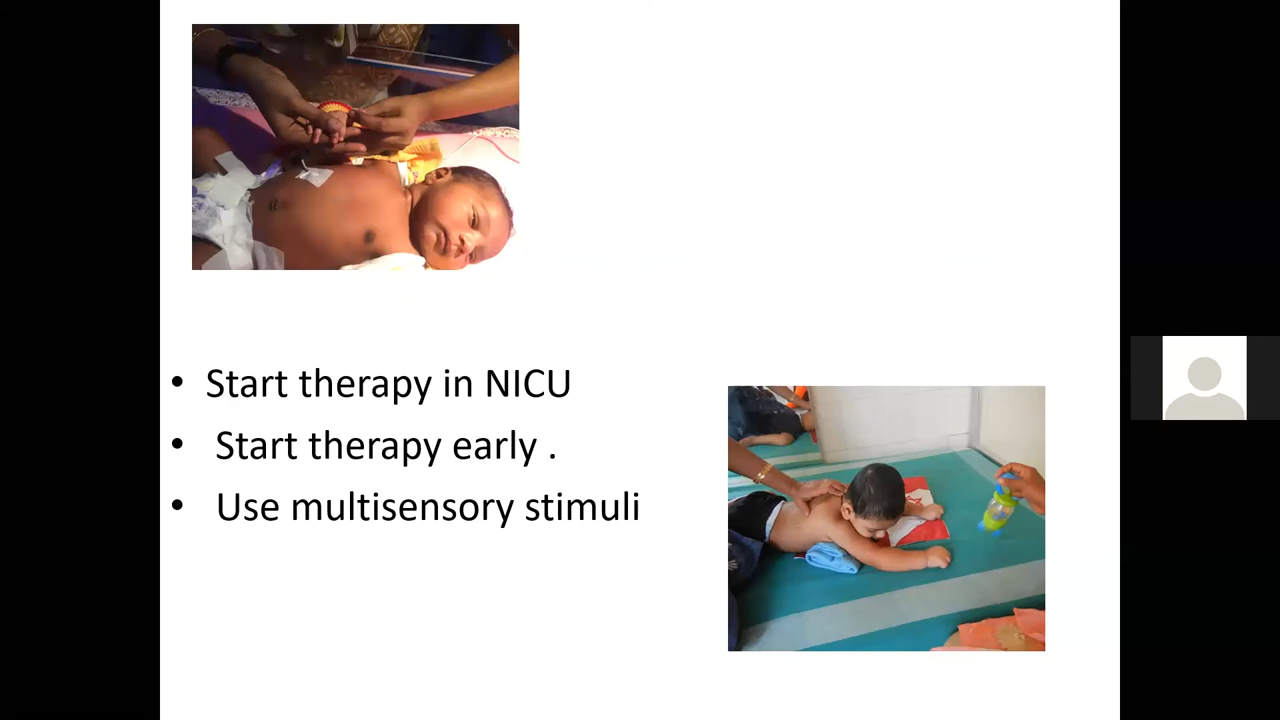 • Start therapy in NICU
• Start therapy early .
• Use multisensory stimuli